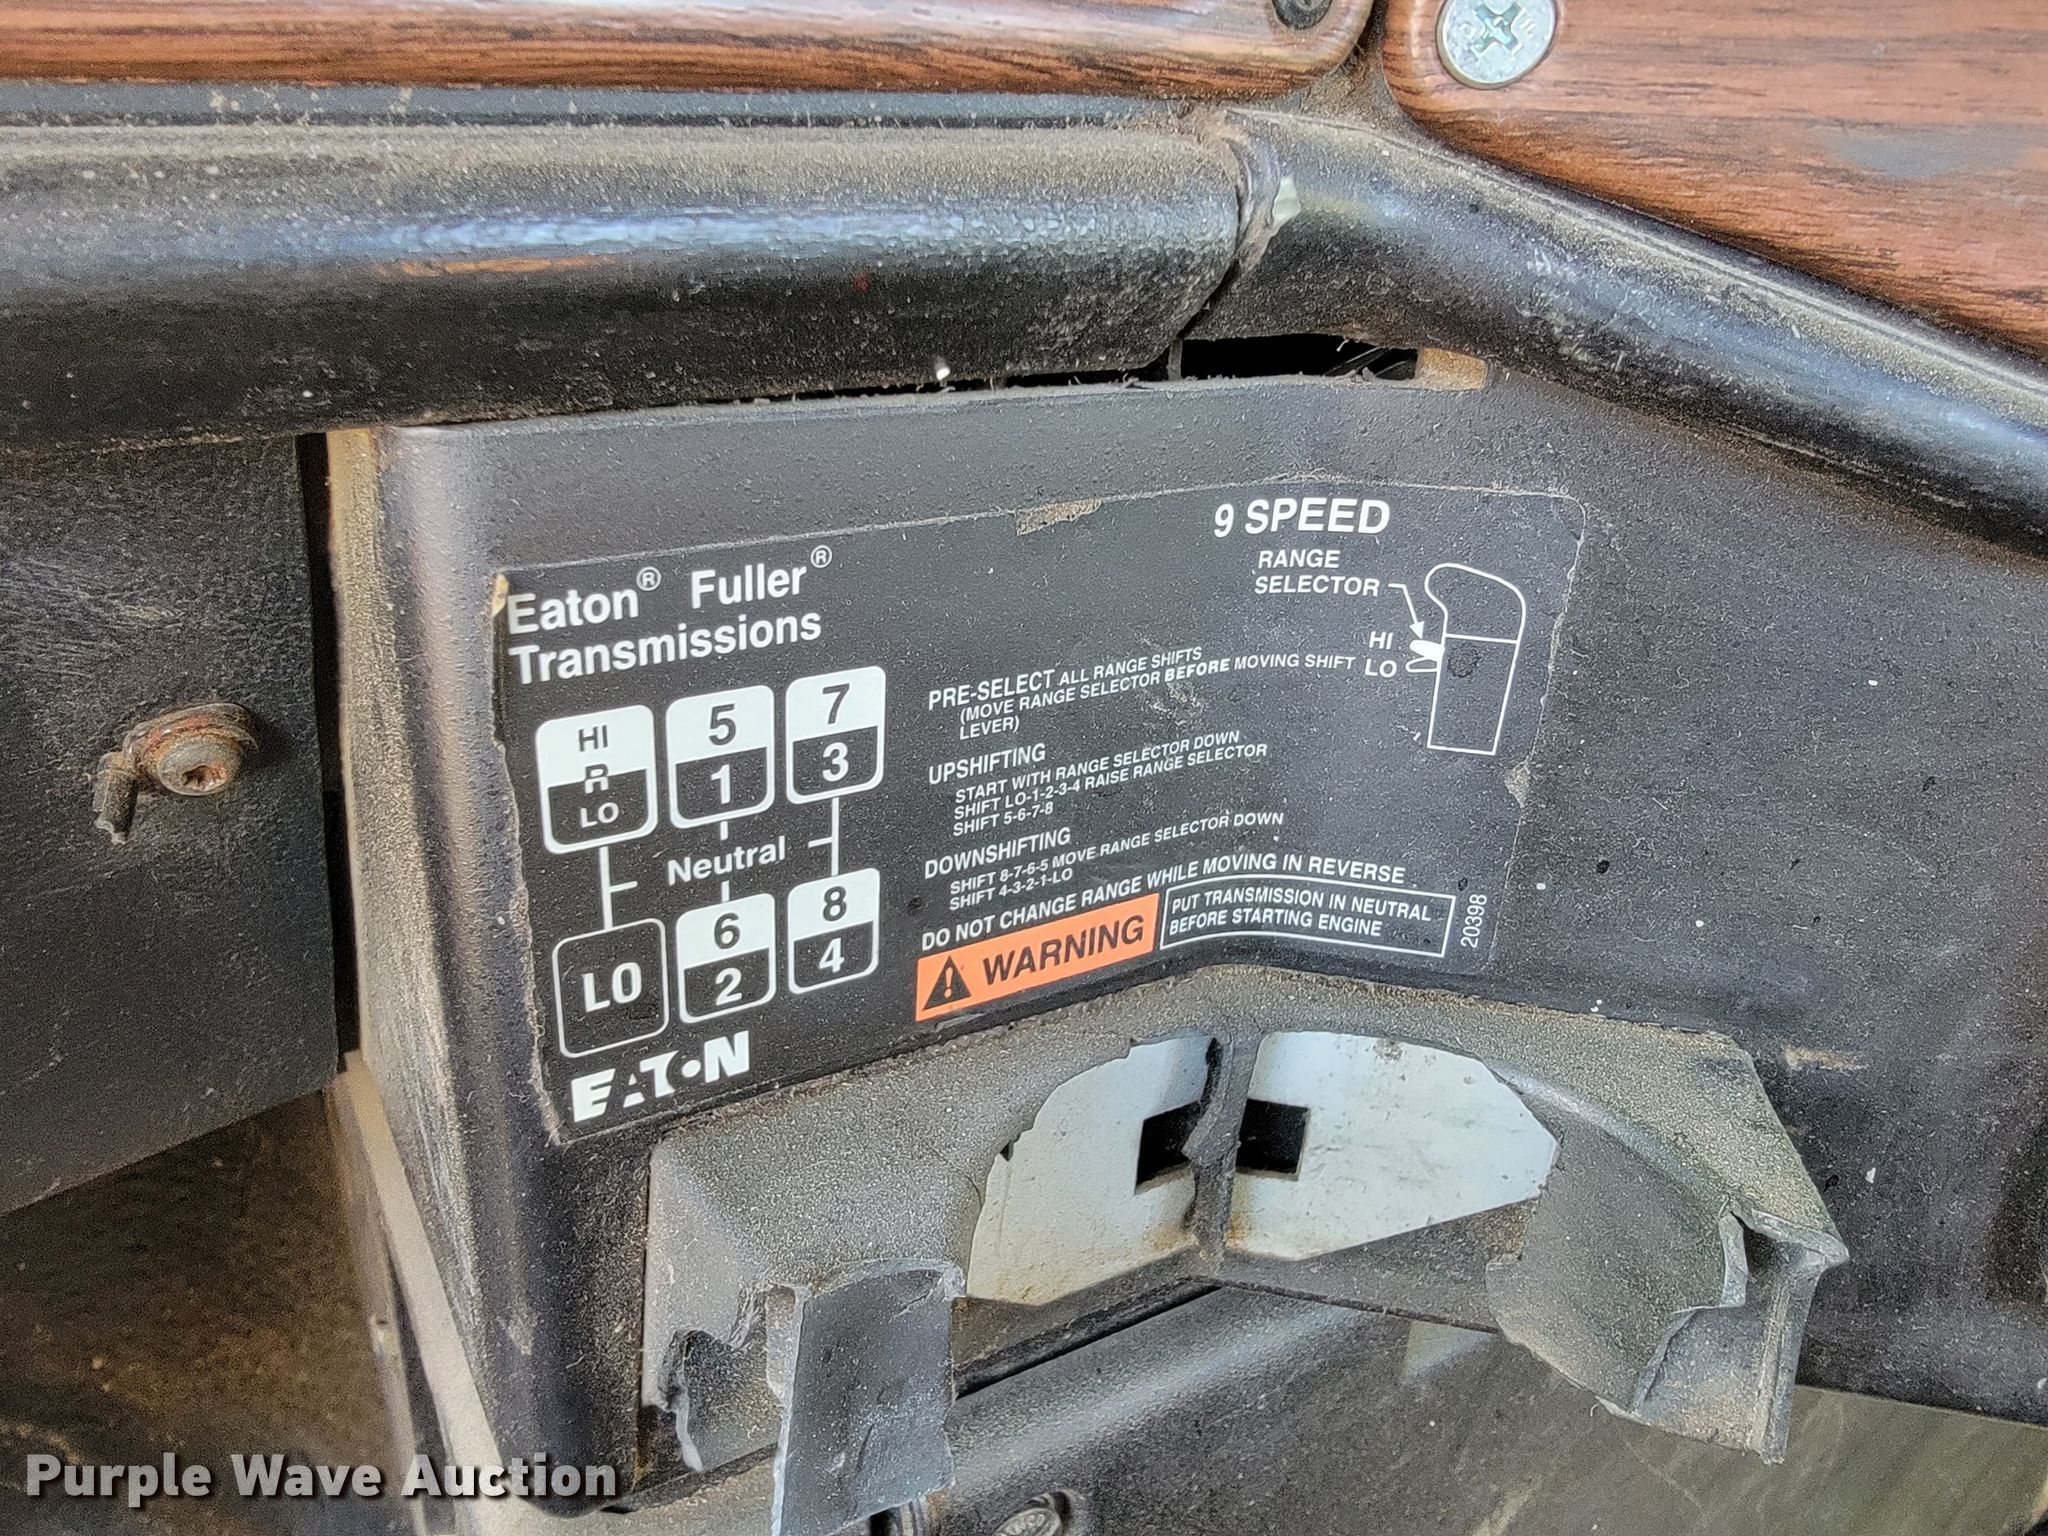 9 SPEED
RANGE
SELECTOR
HI
LO
Eaton® Fuller®
Transmissions
HI
R
LO
5
1
7
3
Neutral
LO
6
2
8
4
EATON
PRE-SELECT ALL RANGE SHIFTS
(MOVE RANGE SELECTOR BEFORE MOVING SHIFT
LEVER)
UPSHIFTING
START WITH RANGE SELECTOR DOWN
SHIFT LO-1-2-3-4 RAISE RANGE SELECTOR
SHIFT 5-6-7-8
DOWNSHIFTING
SHIFT 8-7-6-5 MOVE RANGE SELECTOR DOWN
SHIFT 4-3-2-1-LO
DO NOT CHANGE RANGE WHILE MOVING IN REVERSE
WARNING
PUT TRANSMISSION IN NEUTRAL
BEFORE STARTING ENGINE
20398
Purple Wave Auction